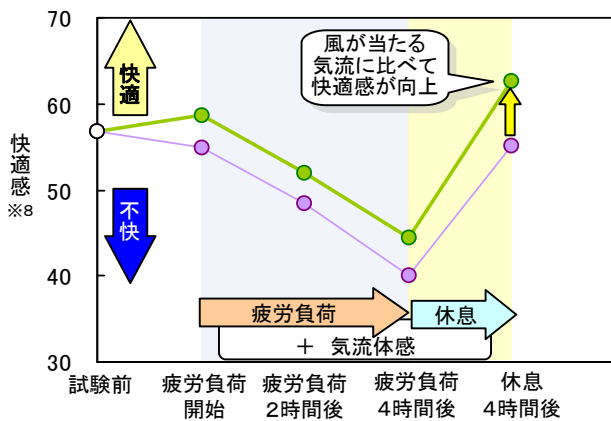 70
60
50
40
30
快適感
※8
快適
不快
風が当たる
気流に比べて
快適感が向上
疲労負荷
休息
＋ 気流体感
試験前
疲労負荷
開始
疲労負荷
2時間後
疲労負荷
4時間後
休息
4時間後